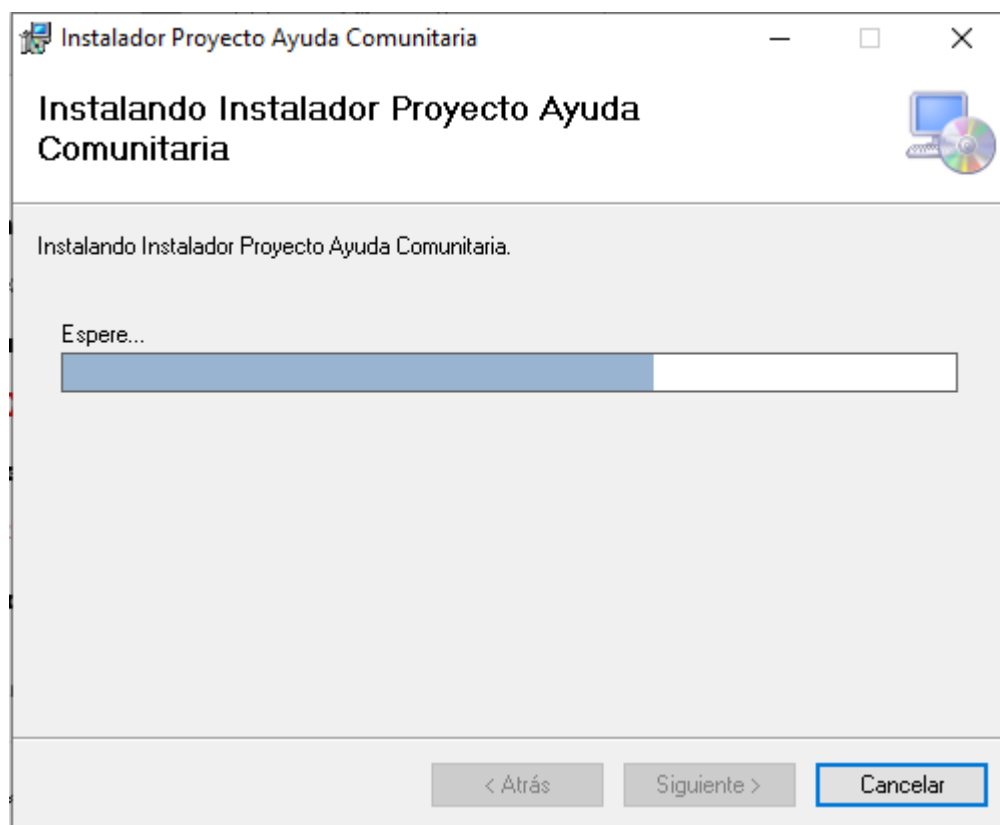 Instalador Proyecto Ayuda Comunitaria
Instalando Instalador Proyecto Ayuda
Comunitaria
Instalando Instalador Proyecto Ayuda Comunitaria.
Espere...
< Atrás
Siguiente >
Cancelar